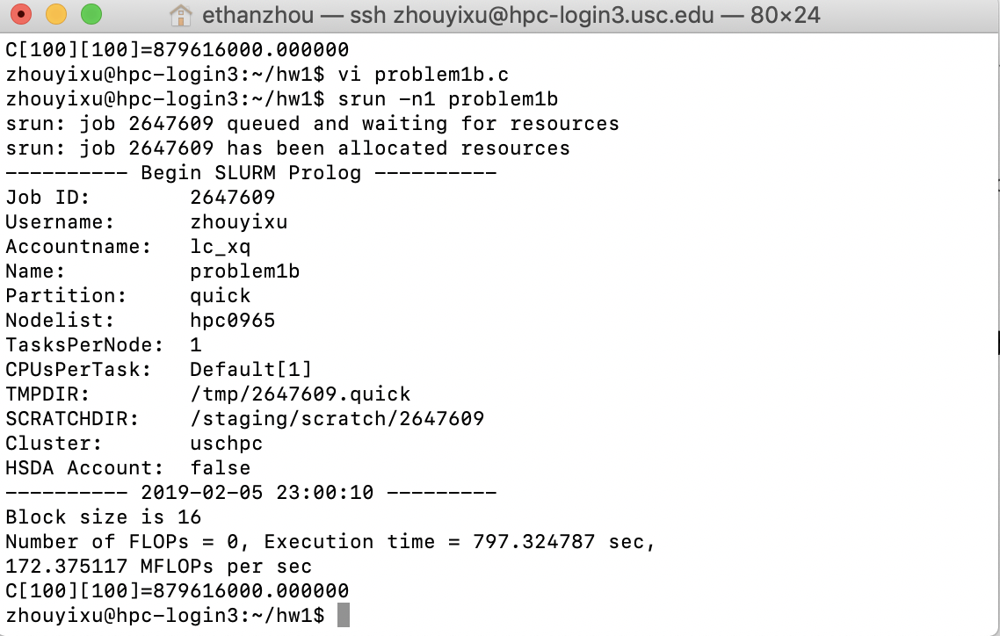 ethanzhou — ssh zhouyixu@hpc-login3.usc.edu — 80×24
C[100][100]=879616000.000000
zhouyixu@hpc-login3:~/hw1$ vi problem1b.c
zhouyixu@hpc-login3:~/hw1$ srun -n1 problem1b
srun: job 2647609 queued and waiting for resources
srun: job 2647609 has been allocated resources
---------- Begin SLURM Prolog ----------
Job ID:        2647609
Username:      zhouyixu
Accountname:   lc_xq
Name:          problem1b
Partition:     quick
Nodelist:      hpc0965
TasksPerNode:  1
CPUsPerTask:   Default[1]
TMPDIR:        /tmp/2647609.quick
SCRATCHDIR:    /staging/scratch/2647609
Cluster:       uschpc
HSDA Account:  false
---------- 2019-02-05 23:00:10 ---------
Block size is 16
Number of FLOPs = 0, Execution time = 797.324787 sec,
172.375117 MFLOPs per sec
C[100][100]=879616000.000000
zhouyixu@hpc-login3:~/hw1$